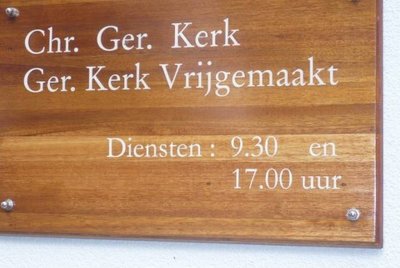 Chr. Ger. Kerk
Ger. Kerk Vrijgemaakt
Diensten : 9.30 en
17.00 uur